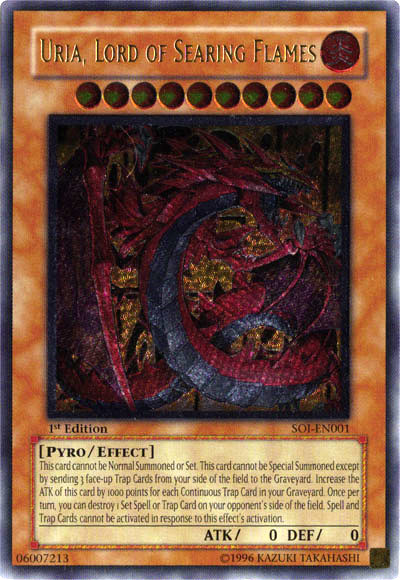 URIA, LORD OF SEARING FLAMES
炎
1st Edition
SOI-EN001
[PYRO/EFFECT]
This card cannot be Normal Summoned or Set. This card cannot be Special Summoned except
by sending 3 face-up Trap Cards from your side of the field to the Graveyard. Increase the
ATK of this card by 1000 points for each Continuous Trap Card in your Graveyard. Once per
turn, you can destroy 1 Set Spell or Trap Card on your opponent's side of the field. Spell and
Trap Cards cannot be activated in response to this effect's activation.
ATK/ 0 DEF/ 0
06007213
©1996 KAZUKI TAKAHASHI